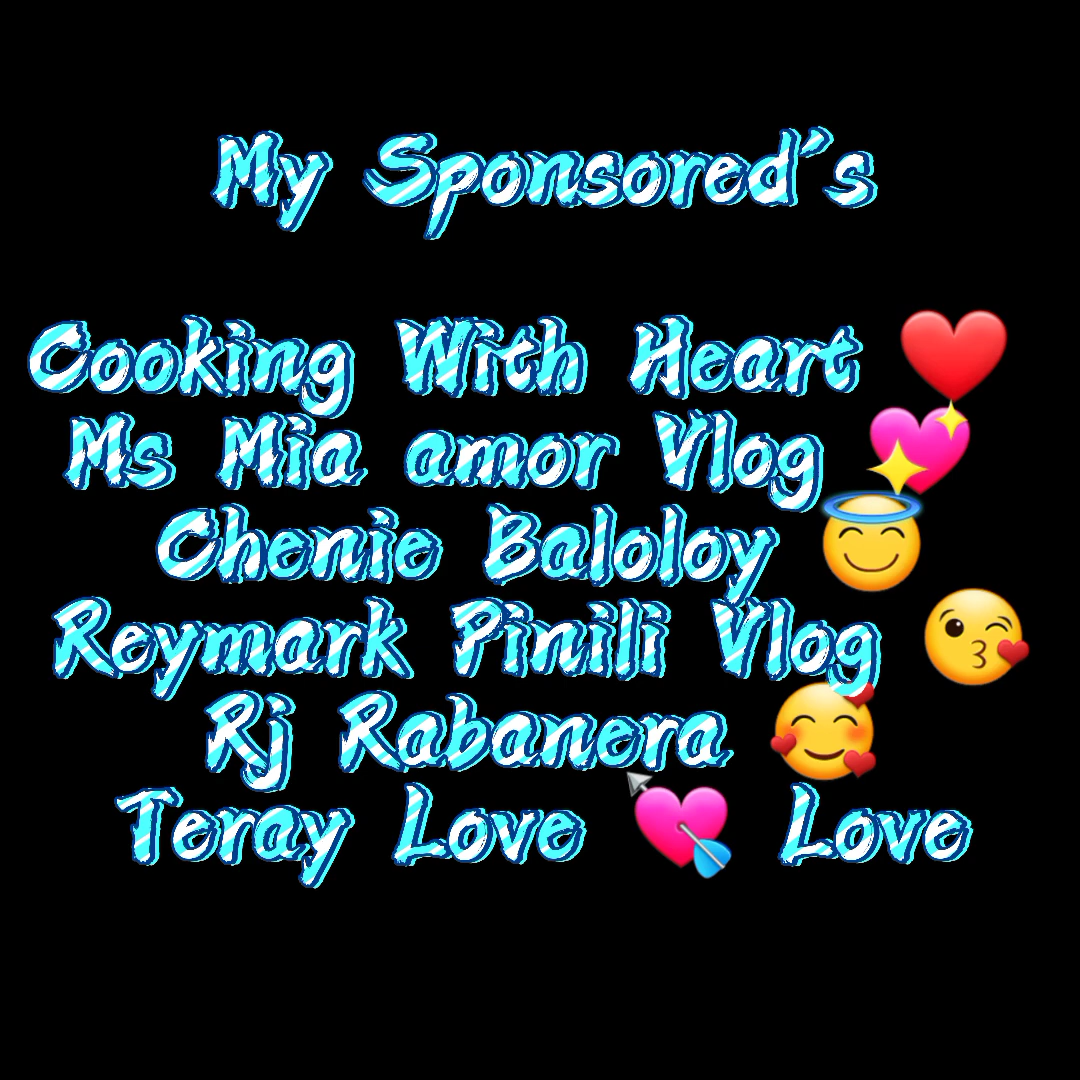 My Sponsored's
Cooking With Heart ❤️
Ms Mia amor Vlog 💖
Chenie Baloloy 😇
Reymark Pinili Vlog 😘
Rj Rabanera 🥰
Teray Love 💘 Love